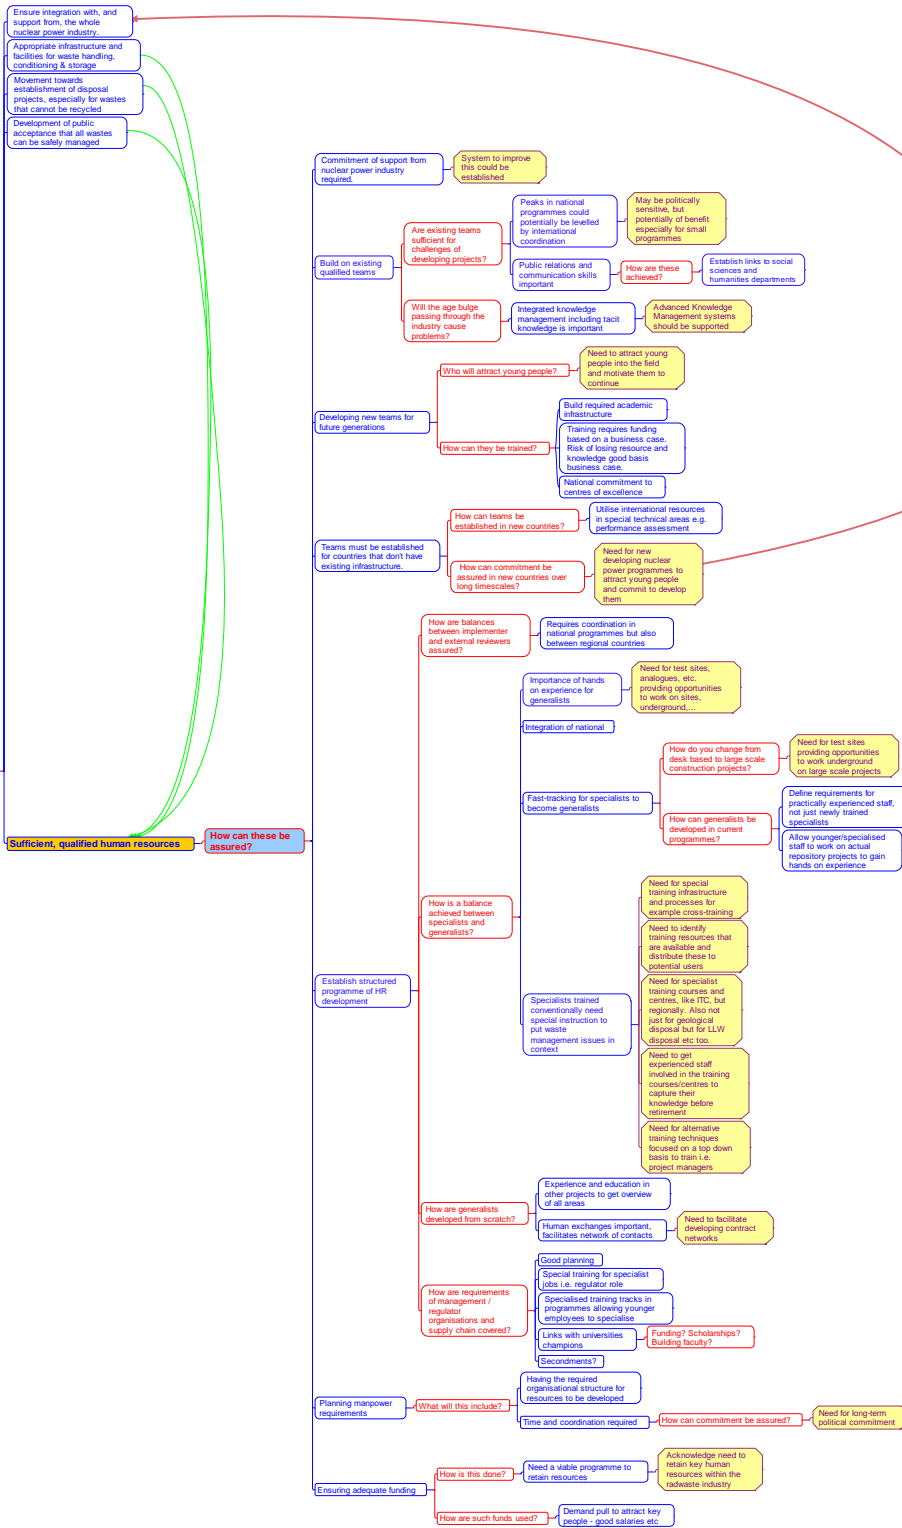 Ensure integration with, and
support from, the whole
nuclear power industry.
Appropriate infrastructure and
facilities for waste handling,
conditioning & storage
Movement towards
establishment of disposal
projects, especially for wastes
that cannot be recycled
Development of public
acceptance that all wastes
can be safely managed
Sufficient, qualified human resources
How can these be
assured?
Commitment of support from
nuclear power industry
required.
System to improve
this could be
established
Build on existing
qualified teams
Are existing teams
sufficient for
challenges of
developing projects?
Peaks in national
programmes could
potentially be levelled
by international
coordination
May be politically
sensitive, but
potentially of benefit
especially for small
programmes
Public relations and
communication skills
important
How are these
achieved?
Establish links to social
sciences and
humanities departments
Will the age bulge
passing through the
industry cause
problems?
Integrated knowledge
management including tacit
knowledge is important
Advanced Knowledge
Management systems
should be supported
Developing new teams for
future generations
Who will attract young people?
Need to attract young
people into the field
and motivate them to
continue
How can they be trained?
Build required academic
infrastructure
Training requires funding
based on a business case.
Risk of losing resource and
knowledge good basis
business case.
National commitment to
centres of excellence
Teams must be established
for countries that don't have
existing infrastructure.
How can teams be
established in new countries?
Utilise international resources
in special technical areas e.g.
performance assessment
How can commitment be
assured in new countries over
long timescales?
Need for new
developing nuclear
power programmes to
attract young people
and commit to develop
them
Establish structured
programme of HR
development
How are balances
between implementer
and external reviewers
assured?
Requires coordination in
national programmes but also
between regional countries
How is a balance
achieved between
specialists and
generalists?
Importance of hands
on experience for
generalists
Need for test sites,
analogues, etc.
providing opportunities
to work on sites,
underground,...
Integration of national
Fast-tracking for specialists to
become generalists
How do you change from
desk based to large scale
construction projects?
Need for test sites
providing opportunities
to work underground
on large scale projects
How can generalists be
developed in current
programmes?
Define requirements for
practically experienced staff,
not just newly trained
specialists
Allow younger/specialised
staff to work on actual
repository projects to gain
hands on experience
Specialists trained
conventionally need
special instruction to
put waste
management issues in
context
Need for special
training infrastructure
and processes for
example cross-training
Need to identify
training resources that
are available and
distribute these to
potential users
Need for specialist
training courses and
centres, like ITC, but
regionally. Also not
just for geological
disposal but for LLW
disposal etc too.
Need to get
experienced staff
involved in the training
courses/centres to
capture their
knowledge before
retirement
Need for alternative
training techniques
focused on a top down
basis to train i.e.
project managers
How are generalists
developed from scratch?
Experience and education in
other projects to get overview
of all areas
Human exchanges important,
facilitates network of contacts
Need to facilitate
developing contract
networks
How are requirements
of management /
regulator
organisations and
supply chain covered?
Good planning
Special training for specialist
jobs i.e. regulator role
Specialised training tracks in
programmes allowing younger
employees to specialise
Links with universities
champions
Funding? Scholarships?
Building faculty?
Secondments?
Planning manpower
requirements
What will this include?
Having the required
organisational structure for
resources to be developed
Time and coordination required
How can commitment be assured?
Need for long-term
political commitment
Ensuring adequate funding
How is this done?
Need a viable programme to
retain resources
Acknowledge need to
retain key human
resources within the
radwaste industry
How are such funds used?
Demand pull to attract key
people - good salaries etc